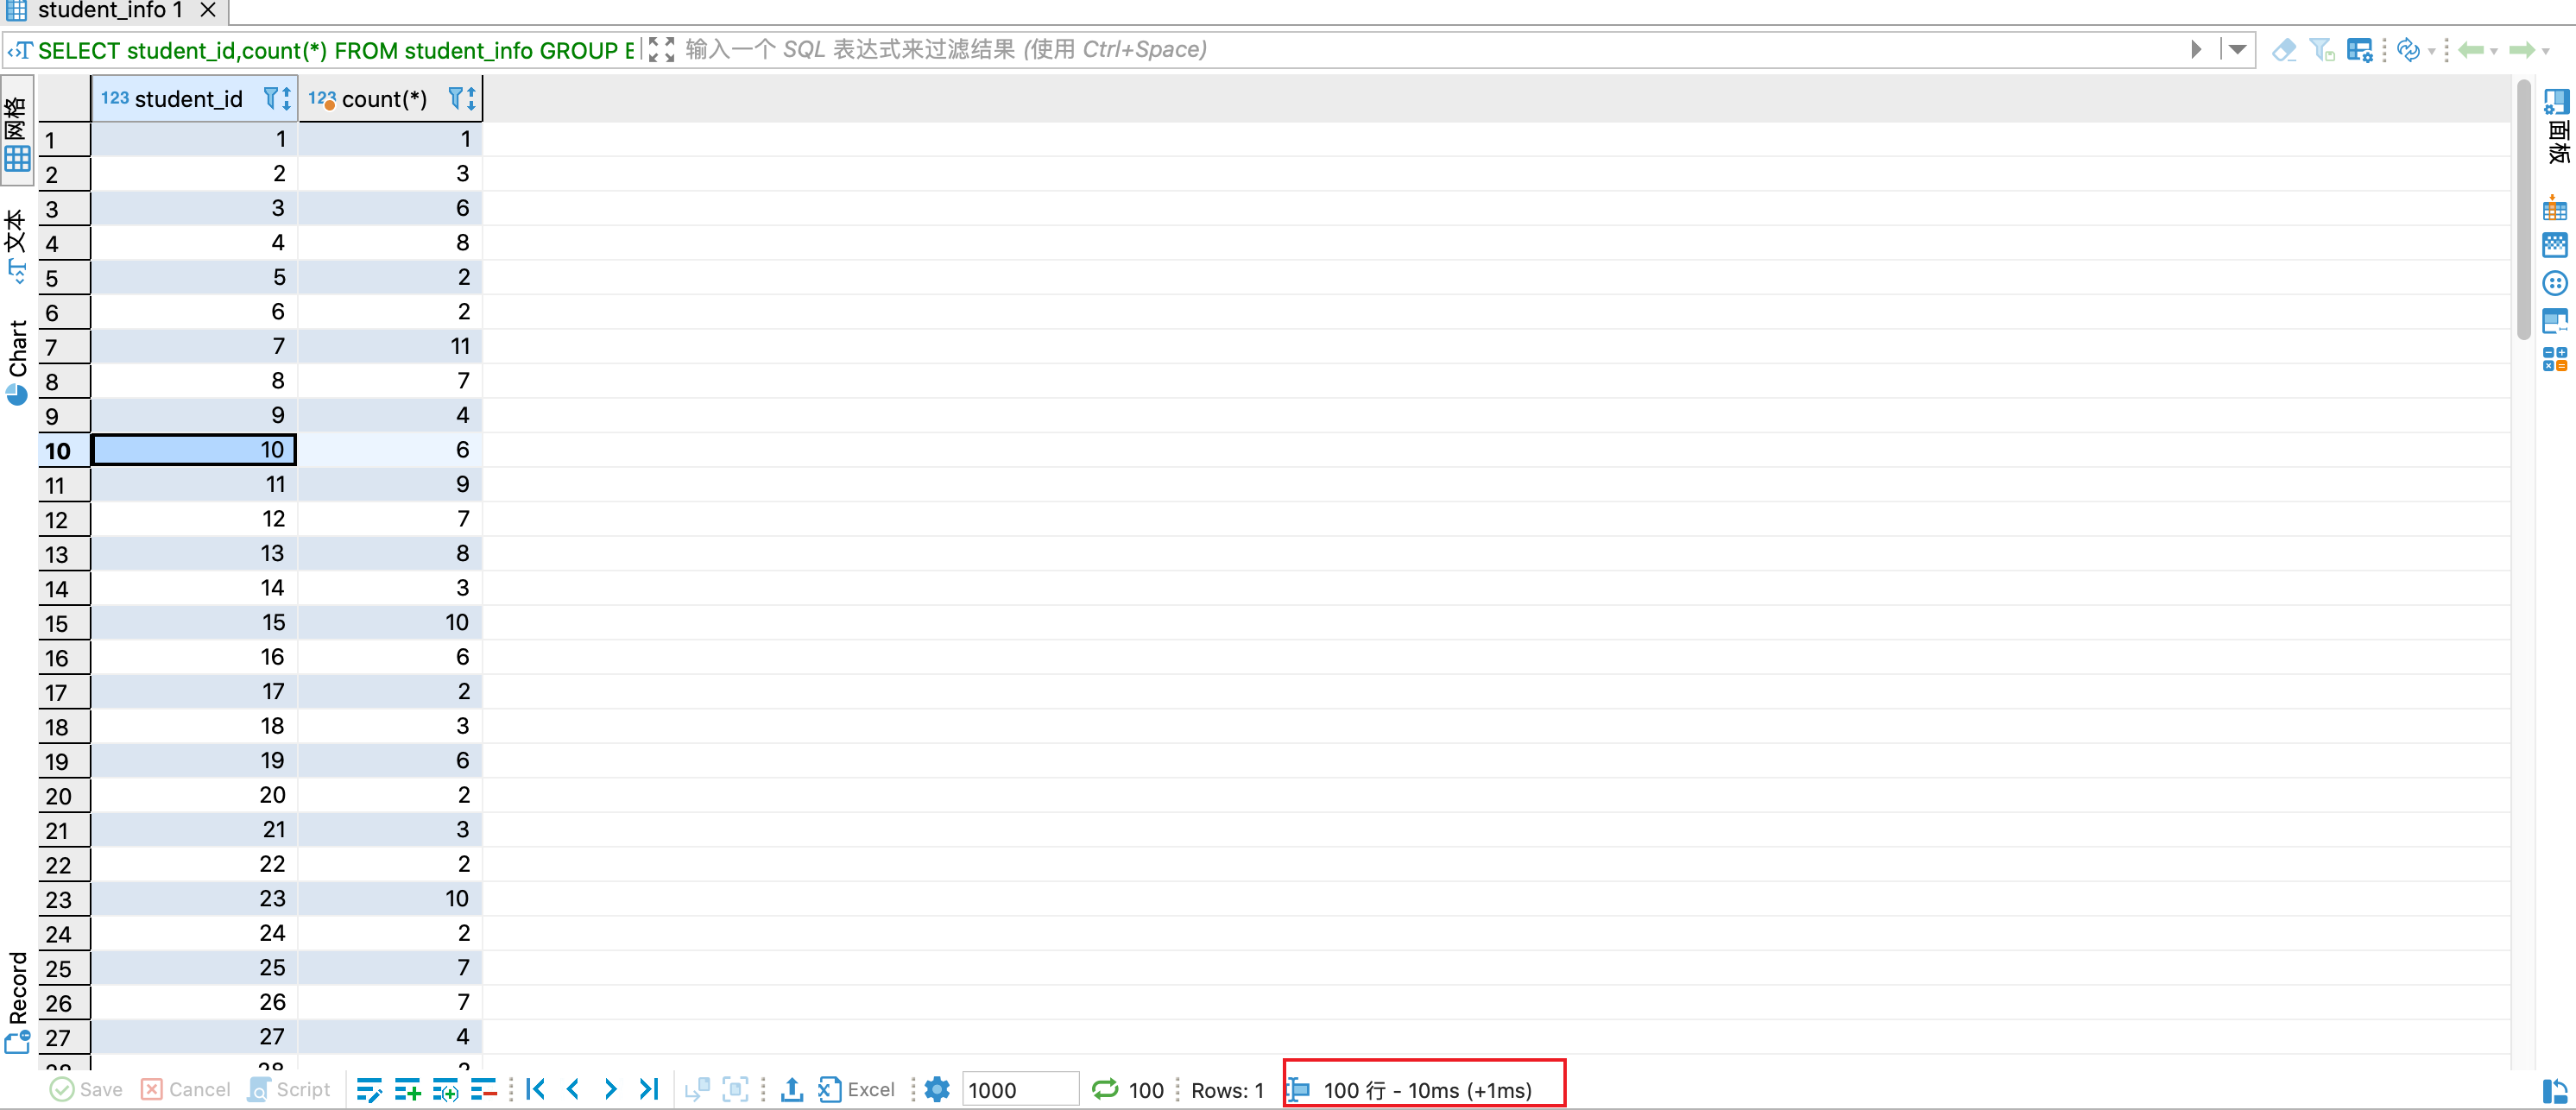 student_info 1
SELECT student_id,count(*) FROM student_info GROUP 输入一个 SQL 表达式来过滤结果 (使用 Ctrl+Space)
网格
文本
Chart
Record
面板
123 student_id 123 count(*)
1 1 1
2 2 3
3 3 6
4 4 8
5 5 2
6 6 2
7 7 11
8 8 7
9 9 4
10 10 6
11 11 9
12 12 7
13 13 8
14 14 3
15 15 10
16 16 6
17 17 2
18 18 3
19 19 6
20 20 2
21 21 3
22 22 2
23 23 10
24 24 2
25 25 7
26 26 7
27 27 4
Save Cancel Script Excel 1000 100 Rows: 1 100 行 - 10ms (+1ms)